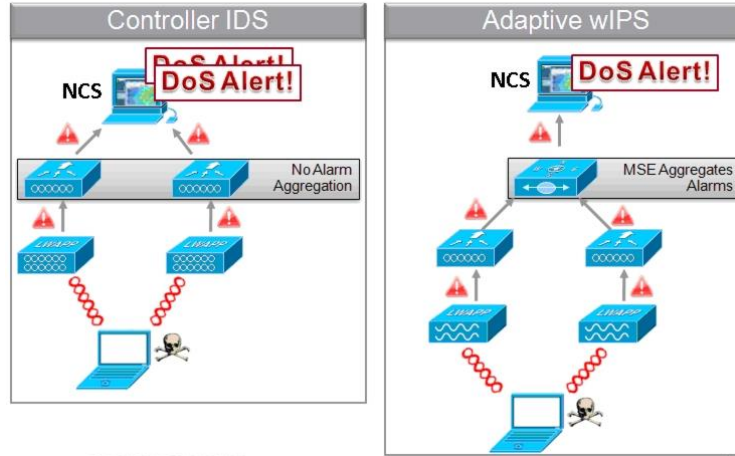 Controller IDS
DoS Alert!
DoS Alert!
NCS
No Alarm
Aggregation
LWAPP
LWAPP
Adaptive wIPS
DoS Alert!
NCS
MSE Aggregates
Alarms
LWAPP
LWAPP